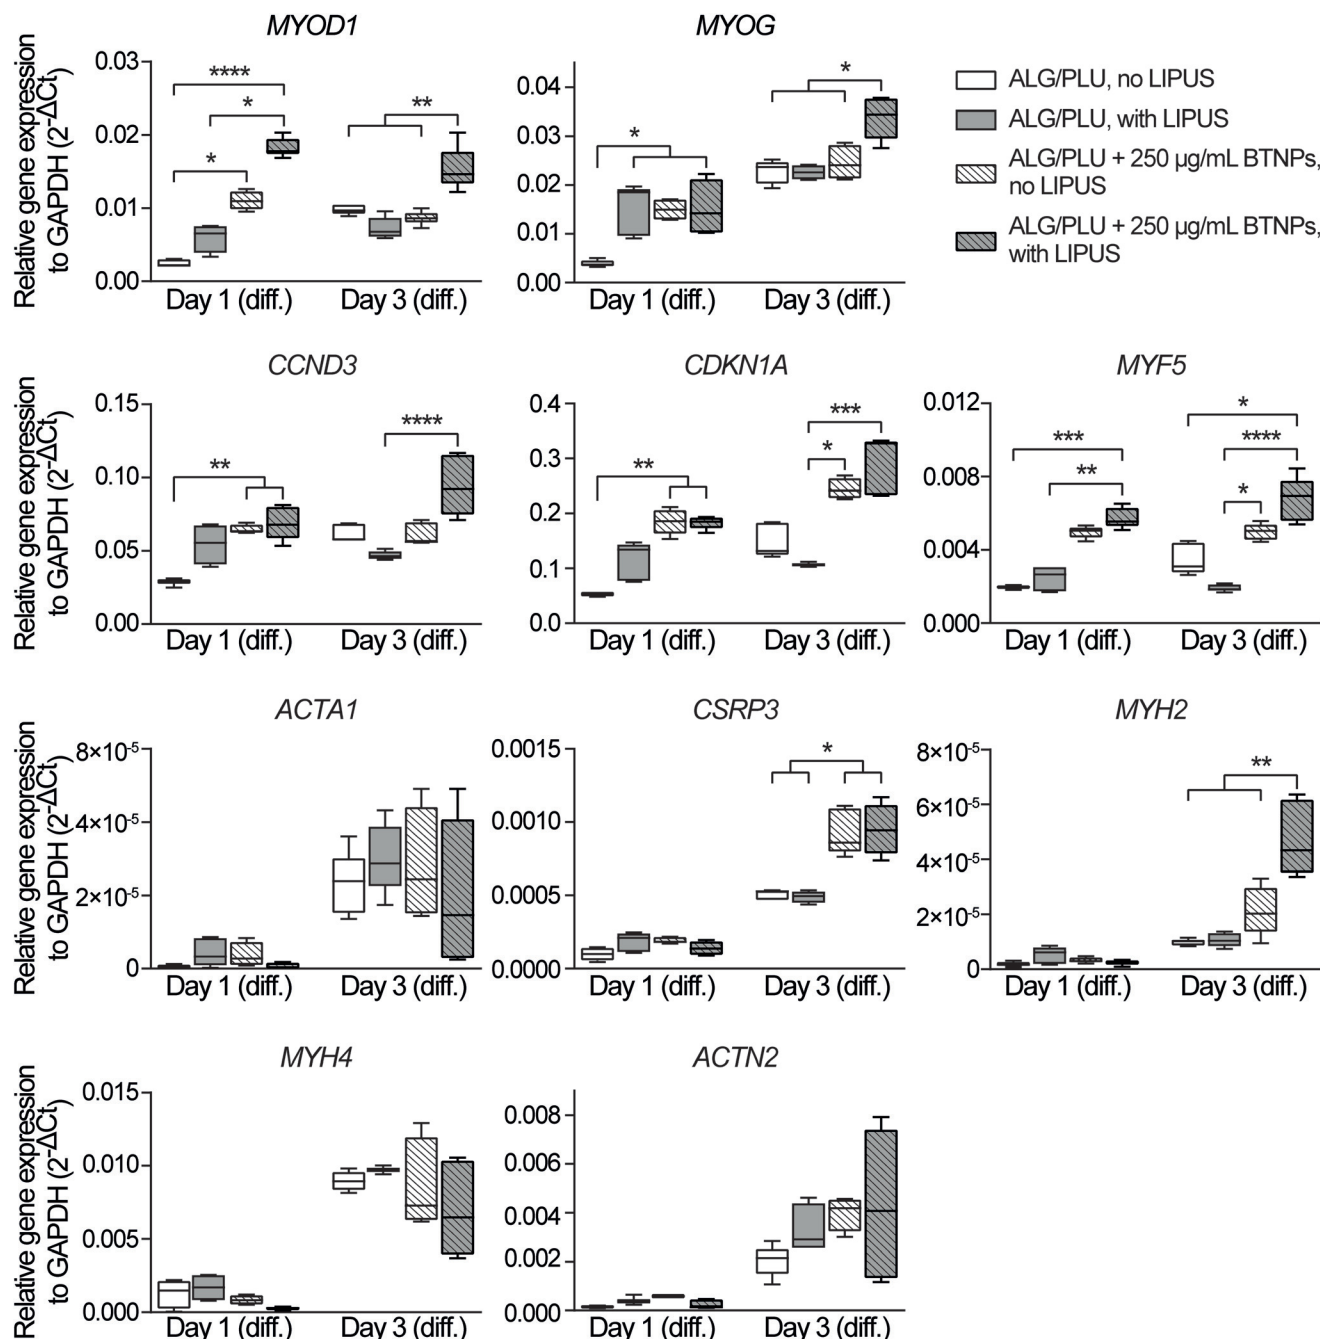 MYOD1
Relative gene expression
to GAPDH (2^-ΔCt)
0.03
0.02
0.01
0.00
****
*
*
**
Day 1 (diff.)
Day 3 (diff.)
MYOG
0.04
0.03
0.02
0.01
0.00
*
*
Day 1 (diff.)
Day 3 (diff.)
ALG/PLU, no LIPUS
ALG/PLU, with LIPUS
ALG/PLU + 250 µg/mL BTNPs,
no LIPUS
ALG/PLU + 250 µg/mL BTNPs,
with LIPUS
CCND3
Relative gene expression
to GAPDH (2^-ΔCt)
0.15
0.10
0.05
0.00
**
****
Day 1 (diff.)
Day 3 (diff.)
CDKN1A
0.4
0.3
0.2
0.1
0.0
**
***
*
Day 1 (diff.)
Day 3 (diff.)
MYF5
0.012
0.008
0.004
0.000
***
**
*
****
*
Day 1 (diff.)
Day 3 (diff.)
ACTA1
Relative gene expression
to GAPDH (2^-ΔCt)
8×10^-5
4×10^-5
2×10^-5
0
Day 1 (diff.)
Day 3 (diff.)
CSRP3
0.0015
0.0010
0.0005
0.0000
*
Day 1 (diff.)
Day 3 (diff.)
MYH2
8×10^-5
6×10^-5
4×10^-5
2×10^-5
0
**
Day 1 (diff.)
Day 3 (diff.)
MYH4
Relative gene expression
to GAPDH (2^-ΔCt)
0.015
0.010
0.005
0.000
Day 1 (diff.)
Day 3 (diff.)
ACTN2
0.008
0.006
0.004
0.002
0.000
Day 1 (diff.)
Day 3 (diff.)